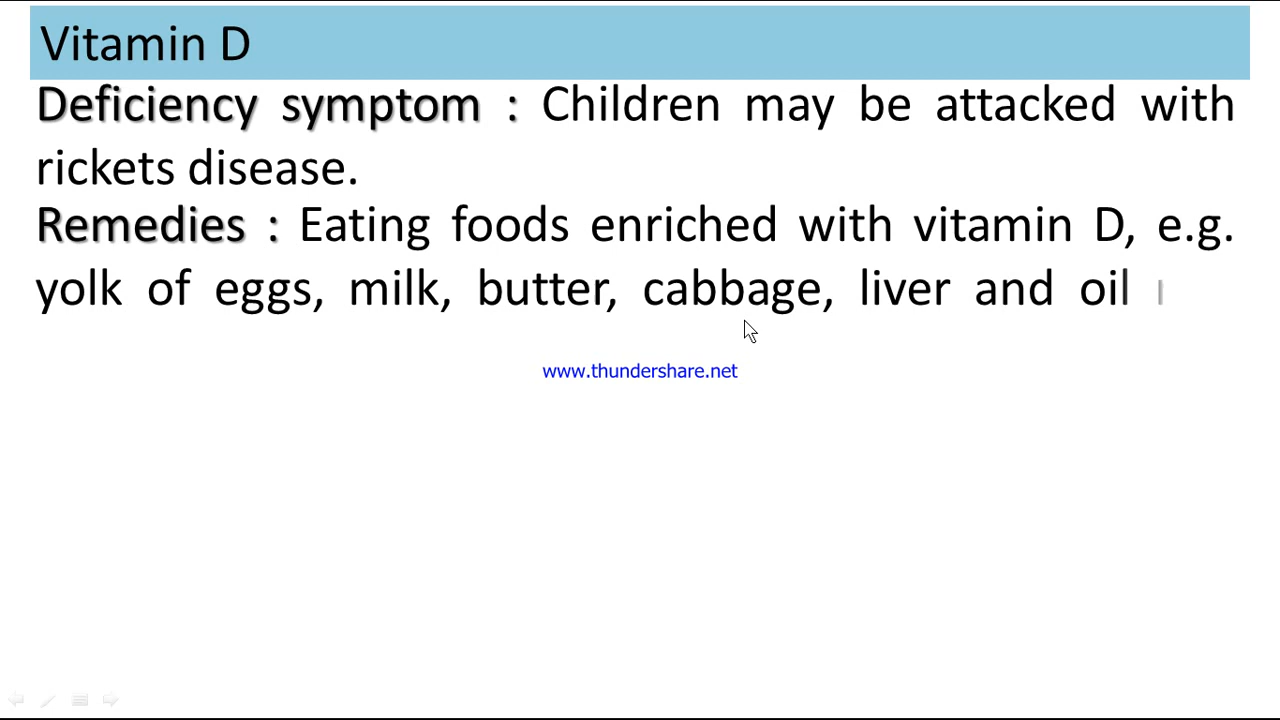 Vitamin D
Deficiency symptom : Children may be attacked with
rickets disease.
Remedies : Eating foods enriched with vitamin D, e.g.
yolk of eggs, milk, butter, cabbage, liver and oil
www.thundershare.net